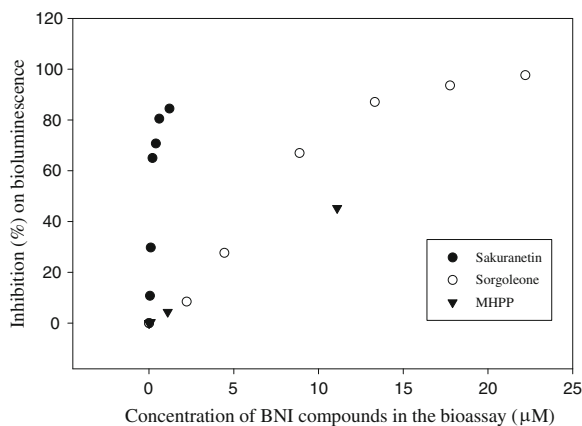 120
100
80
60
40
20
0
Inhibition (%) on bioluminescence
Sakuranetin
Sorgoleone
MHPP
0 5 10 15 20 25
Concentration of BNI compounds in the bioassay (μM)